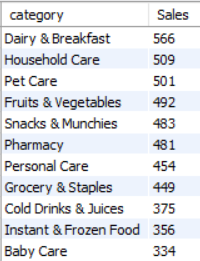 category Sales
Dairy & Breakfast 566
Household Care 509
Pet Care 501
Fruits & Vegetables 492
Snacks & Munchies 483
Pharmacy 481
Personal Care 454
Grocery & Staples 449
Cold Drinks & Juices 375
Instant & Frozen Food 356
Baby Care 334